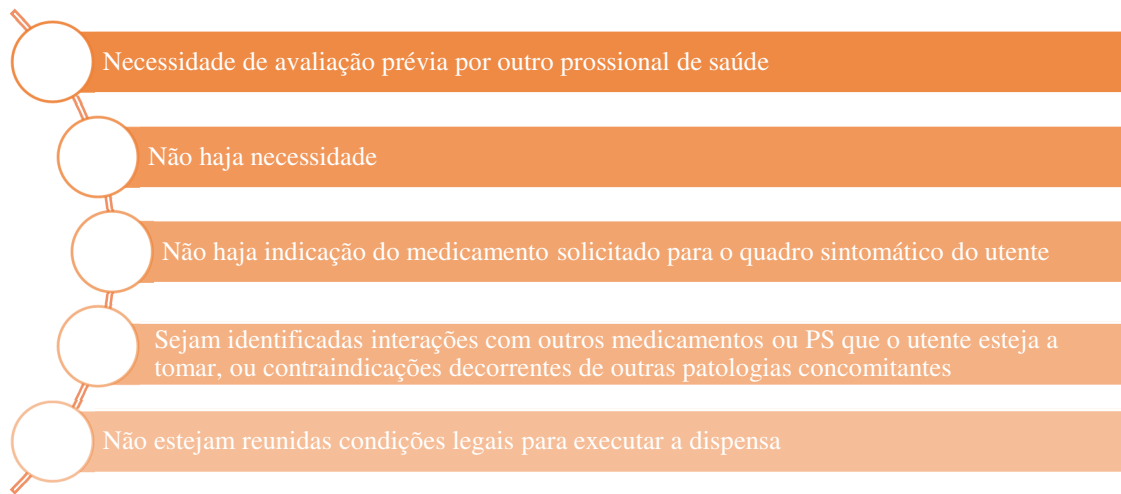 Necessidade de avaliação prévia por outro prossional de saúde
Não haja necessidade
Não haja indicação do medicamento solicitado para o quadro sintomático do utente
Sejam identificadas interações com outros medicamentos ou PS que o utente esteja a
tomar, ou contraindicações decorrentes de outras patologias concomitantes
Não estejam reunidas condições legais para executar a dispensa